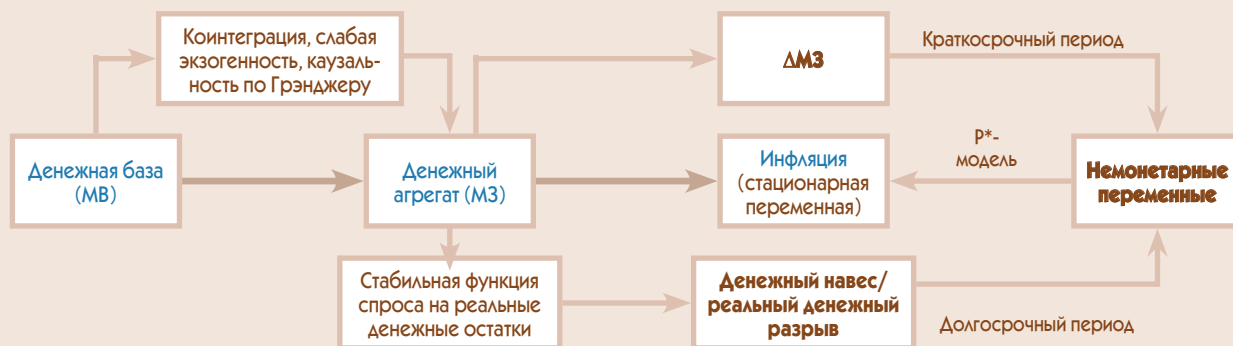 Коинтеграция, слабая
экзогенность, каузаль-
ность по Грэнджеру
ΔМ3
Краткосрочный период
Денежная база
(МВ)
Денежный
агрегат (М3)
Инфляция
(стационарная
переменная)
Р*-
модель
Немонетарные
переменные
Стабильная функция
спроса на реальные
денежные остатки
Денежный навес/
реальный денежный
разрыв
Долгосрочный период